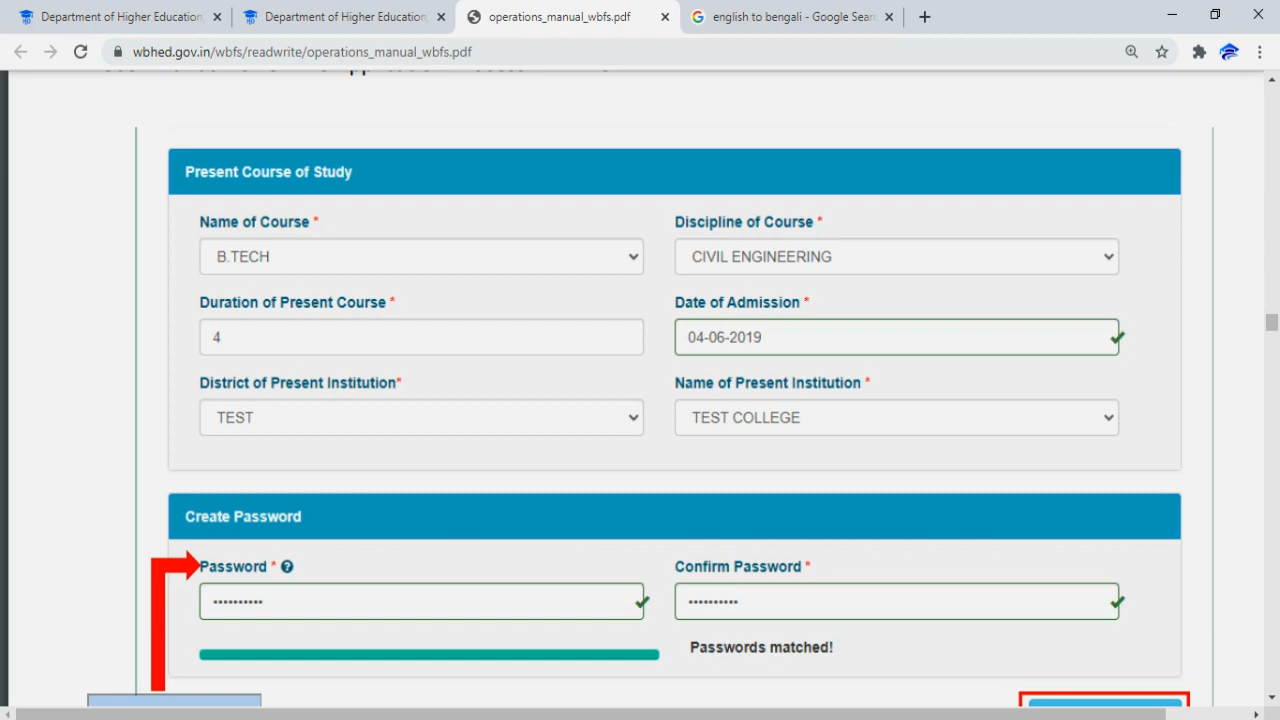 Department of Higher Education,
Department of Higher Education,
operations_manual_wbfs.pdf
english to bengali - Google Sear
wbhed.gov.in/wbfs/readwrite/operations_manual_wbfs.pdf
Present Course of Study
Name of Course * Discipline of Course *
B.TECH CIVIL ENGINEERING
Duration of Present Course * Date of Admission *
4 04-06-2019
District of Present Institution* Name of Present Institution *
TEST TEST COLLEGE
Create Password
Password * Confirm Password *
•••••••••• ••••••••••
Passwords matched!